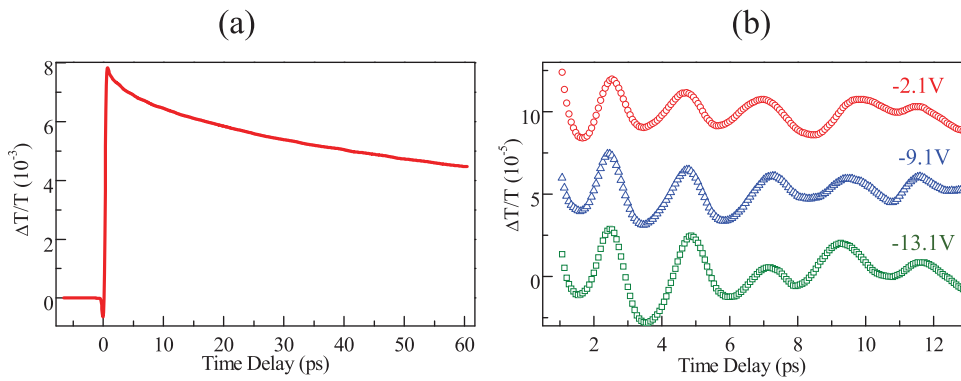 (a)
ΔT/T (10⁻³)
8
6
4
2
0
0 10 20 30 40 50 60
Time Delay (ps)
(b)
ΔT/T (10⁻⁵)
10
5
0
-2.1V
-9.1V
-13.1V
2 4 6 8 10 12
Time Delay (ps)